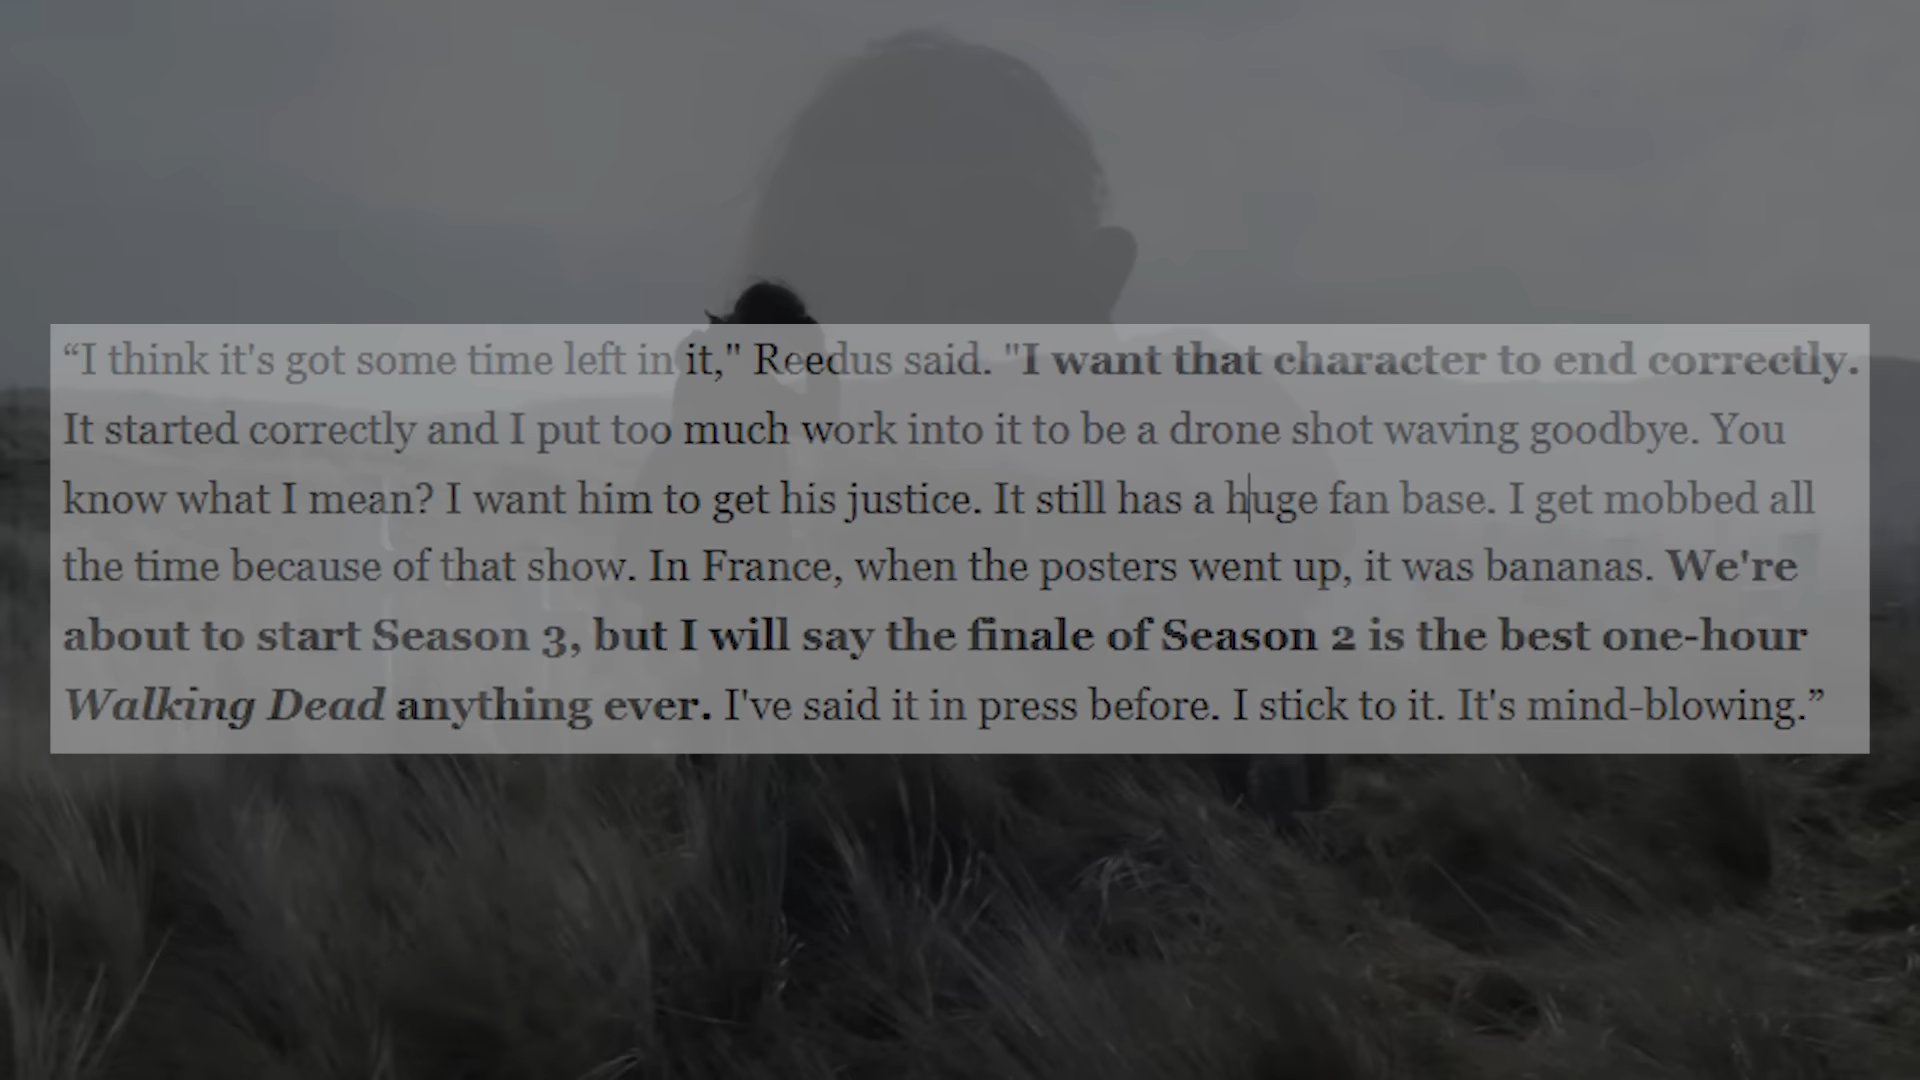 “I think it's got some time left in it," Reedus said. "I want that character to end correctly.
It started correctly and I put too much work into it to be a drone shot waving goodbye. You
know what I mean? I want him to get his justice. It still has a huge fan base. I get mobbed all
the time because of that show. In France, when the posters went up, it was bananas. We're
about to start Season 3, but I will say the finale of Season 2 is the best one-hour
Walking Dead anything ever. I've said it in press before. I stick to it. It's mind-blowing.”